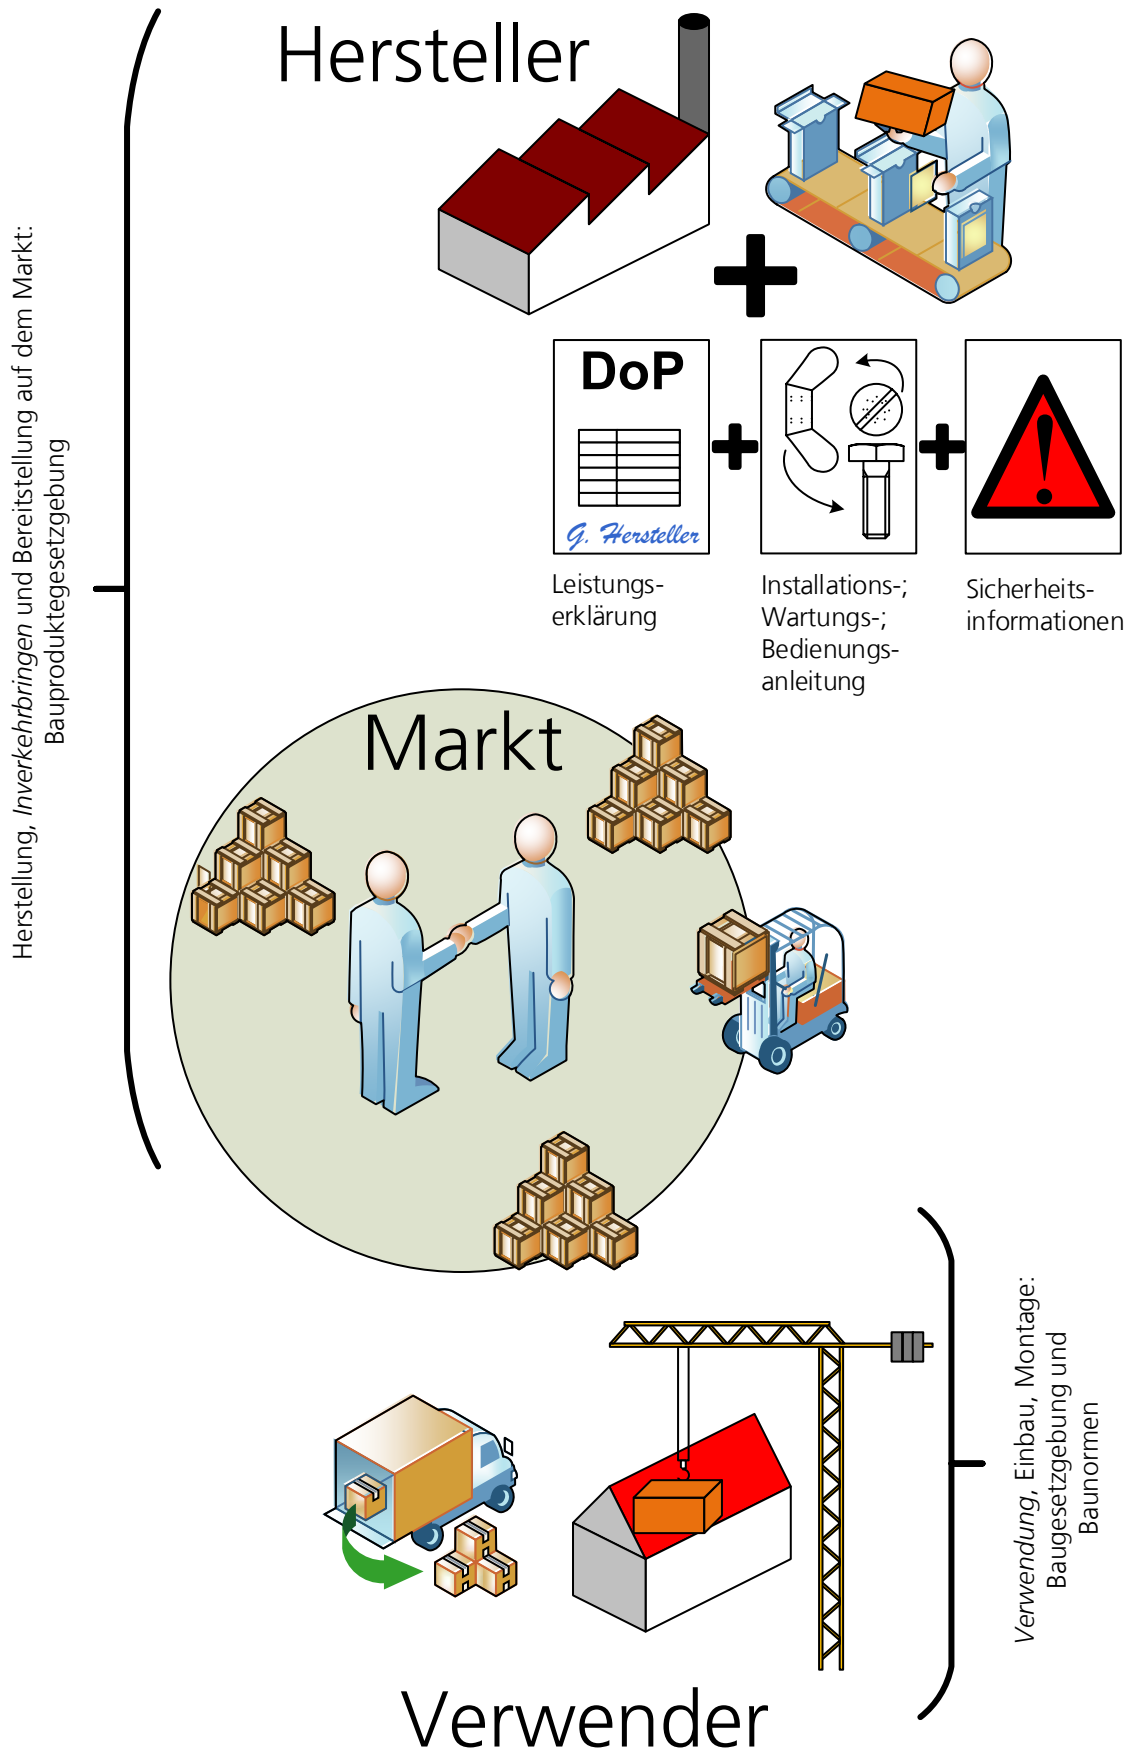 Hersteller
Herstellung, Inverkehrbringen und Bereitstellung auf dem Markt:
Bauproduktegesetzgebung
DoP
G. Hersteller
Leistungs-
erklärung
Installations-;
Wartungs-;
Bedienungs-
anleitung
Sicherheits-
informationen
Markt
Verwendung, Einbau, Montage:
Baugesetzgebung und
Baunormen
Verwender